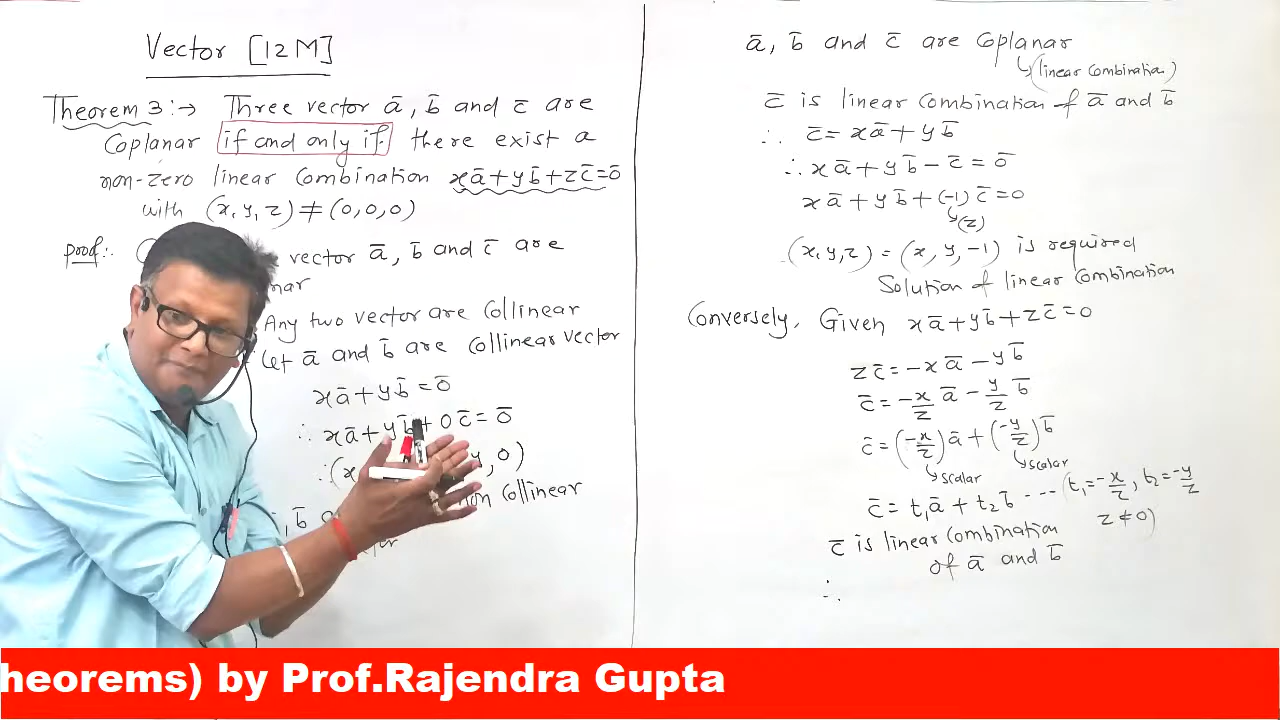 Vector [12M]
Theorem 3:→ Three vector ā, b̄ and c̄ are
Coplanar if and only if there exist a
non-zero linear Combination xā+yb̄+zc̄=0̄
with (x,y,z) ≠ (0,0,0)
proof:- vector ā, b̄ and c̄ are
nar
Any two vector are Collinear
Let ā and b̄ are Collinear vector
xā+yb̄=0̄
∴ xā+yb̄+0c̄=0̄
∴(x y,0)
b̄ non Collinear
ā, b̄ and c̄ are Coplanar
(linear Combination)
c̄ is linear Combination of ā and b̄
∴ c̄=xā+yb̄
∴ xā+yb̄-c̄=0̄
xā+yb̄+(-1)c̄=0
(z)
(x,y,z)=(x,y,-1) is required
Solution of linear Combination
Conversely, Given xā+yb̄+zc̄=0
zc̄=-xā-yb̄
c̄=-x/z ā - y/z b̄
c̄=(-x/z)ā+(-y/z)b̄
scalar scalar
c̄=t₁ā+t₂b̄ ---- (t₁=-x/z, t₂=-y/z
z≠0)
c̄ is linear Combination
of ā and b̄
∴
heorems) by Prof.Rajendra Gupta